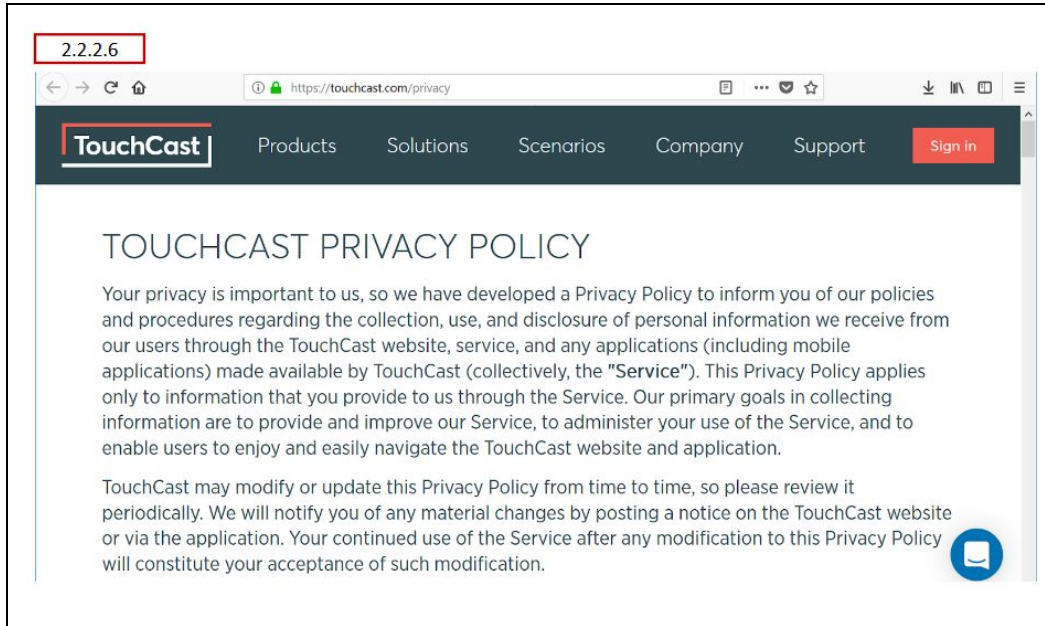 2.2.2.6
https://touchcast.com/privacy
TouchCast Products Solutions Scenarios Company Support Sign in
TOUCHCAST PRIVACY POLICY
Your privacy is important to us, so we have developed a Privacy Policy to inform you of our policies
and procedures regarding the collection, use, and disclosure of personal information we receive from
our users through the TouchCast website, service, and any applications (including mobile
applications) made available by TouchCast (collectively, the "Service"). This Privacy Policy applies
only to information that you provide to us through the Service. Our primary goals in collecting
information are to provide and improve our Service, to administer your use of the Service, and to
enable users to enjoy and easily navigate the TouchCast website and application.
TouchCast may modify or update this Privacy Policy from time to time, so please review it
periodically. We will notify you of any material changes by posting a notice on the TouchCast website
or via the application. Your continued use of the Service after any modification to this Privacy Policy
will constitute your acceptance of such modification.